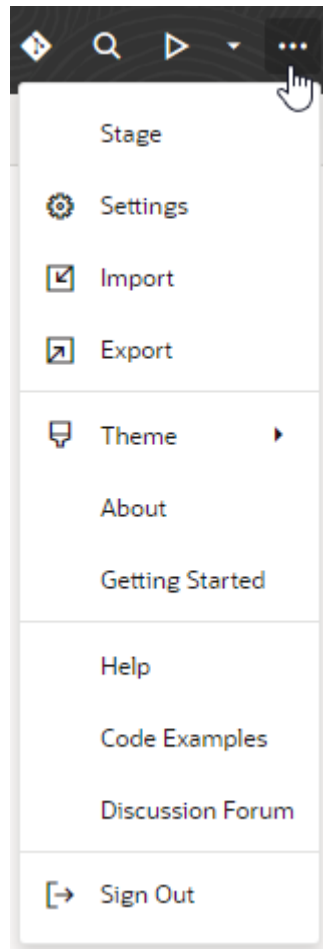 Stage
Settings
Import
Export
Theme
About
Getting Started
Help
Code Examples
Discussion Forum
Sign Out